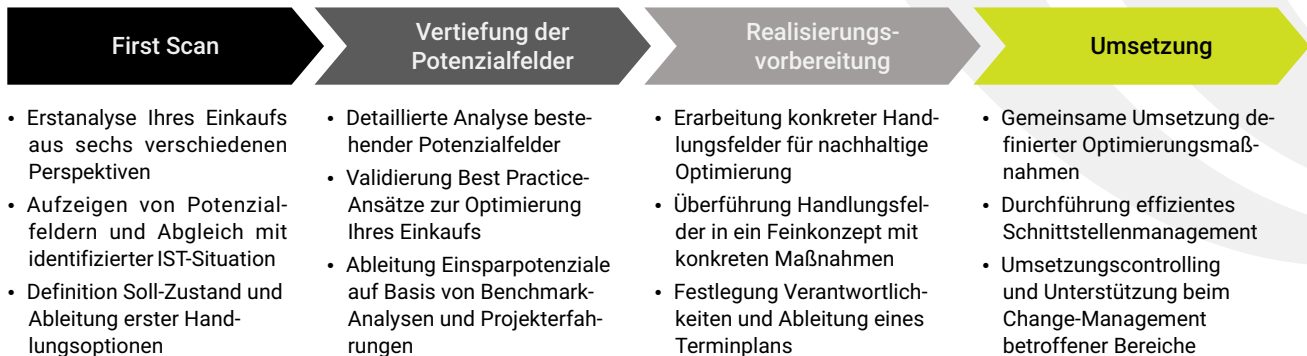 First Scan
Vertiefung der
Potenzialfelder
Realisierungs-
vorbereitung
Umsetzung
• Erstanalyse Ihres Einkaufs
aus sechs verschiedenen
Perspektiven
• Aufzeigen von Potenzial-
feldern und Abgleich mit
identifizierter IST-Situation
• Definition Soll-Zustand und
Ableitung erster Hand-
lungsoptionen
• Detaillierte Analyse beste-
hender Potenzialfelder
• Validierung Best Practice-
Ansätze zur Optimierung
Ihres Einkaufs
• Ableitung Einsparpotenziale
auf Basis von Benchmark-
Analysen und Projekterfah-
rungen
• Erarbeitung konkreter Hand-
lungsfelder für nachhaltige
Optimierung
• Überführung Handlungsfel-
der in ein Feinkonzept mit
konkreten Maßnahmen
• Festlegung Verantwortlich-
keiten und Ableitung eines
Terminplans
• Gemeinsame Umsetzung de-
finierter Optimierungsmaß-
nahmen
• Durchführung effizientes
Schnittstellenmanagement
• Umsetzungscontrolling
und Unterstützung beim
Change-Management
betroffener Bereiche